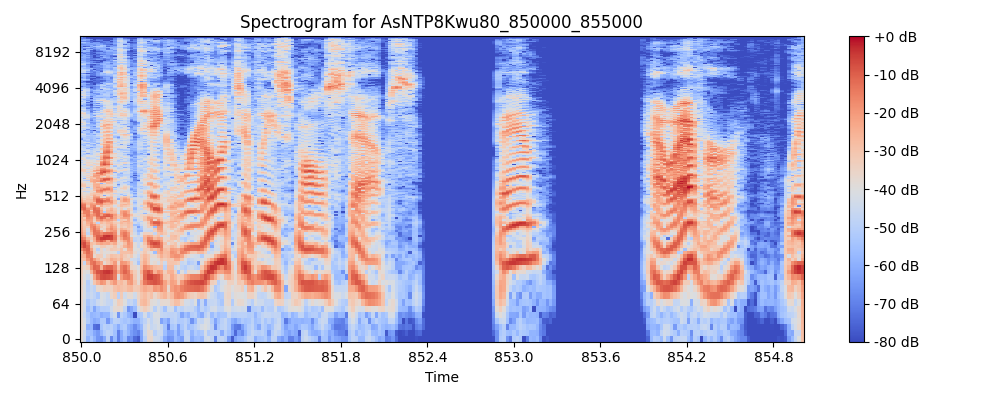 Spectrogram for AsNTP8Kwu80_850000_855000
Hz
8192
4096
2048
1024
512
256
128
64
0
850.0 850.6 851.2 851.8 852.4 853.0 853.6 854.2 854.8
Time
+0 dB
-10 dB
-20 dB
-30 dB
-40 dB
-50 dB
-60 dB
-70 dB
-80 dB